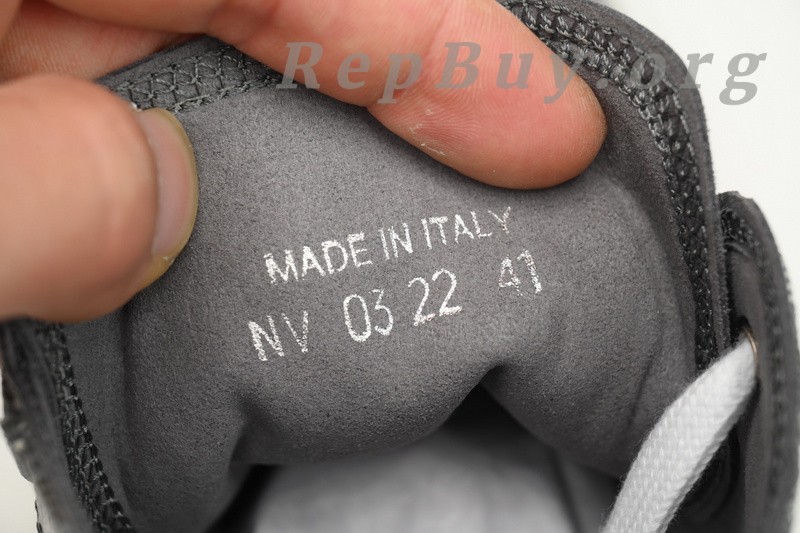 RepBuy.org
MADE IN ITALY
NV 03 22 41